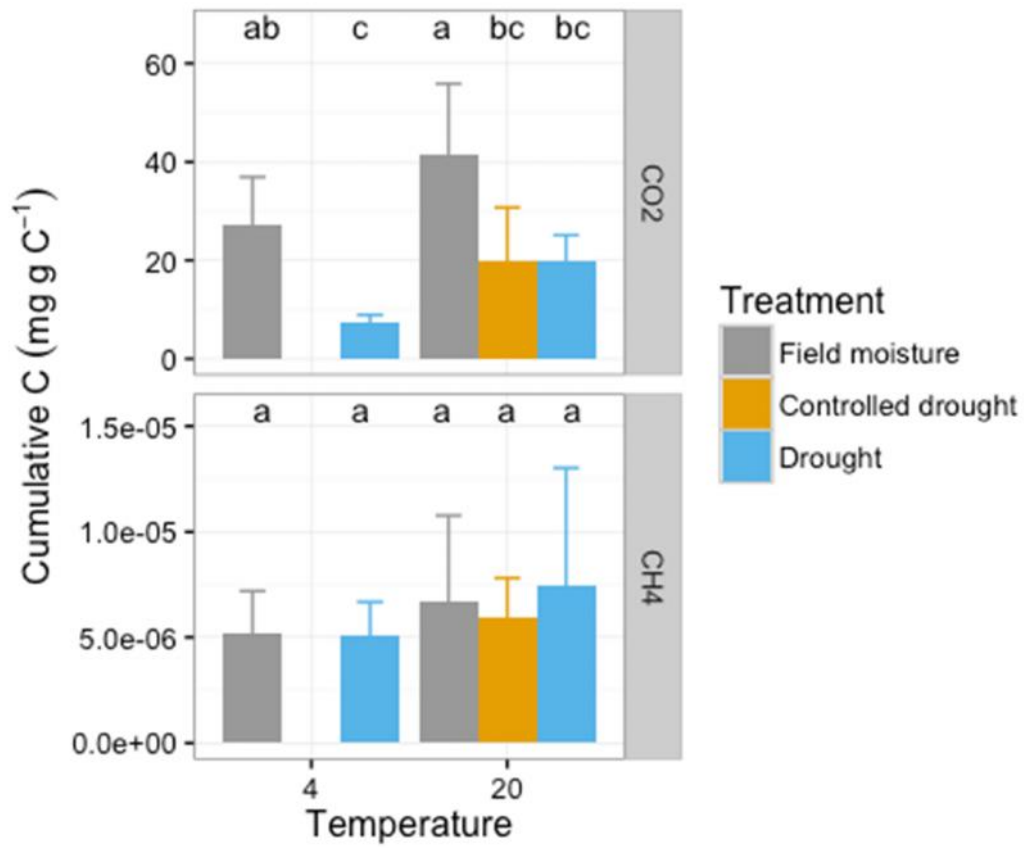 ab c a bc bc
60
40
20
0
CO2
a a a a a
1.5e-05
1.0e-05
5.0e-06
0.0e+00
CH4
Cumulative C (mg g C⁻¹)
4 20
Temperature
Treatment
Field moisture
Controlled drought
Drought